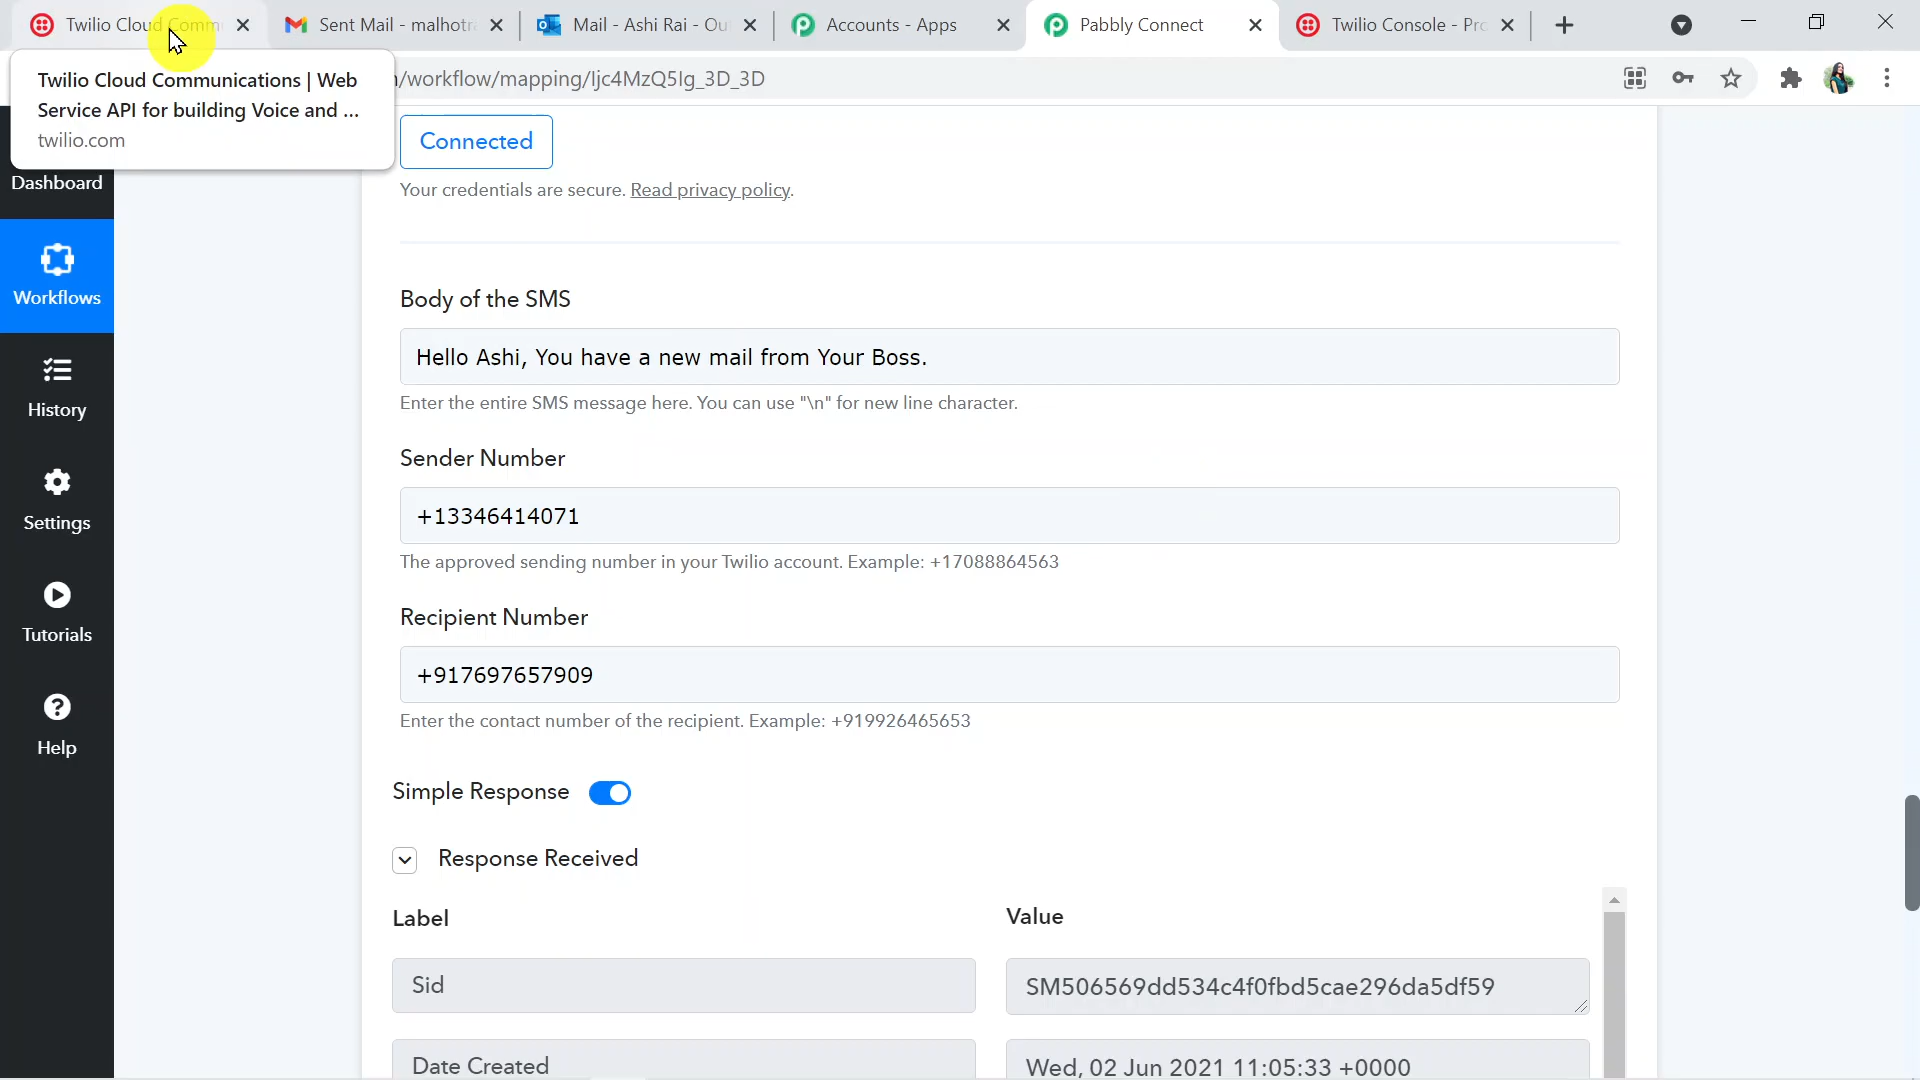 Twilio Cloud Comm
Sent Mail - malhotr
Mail - Ashi Rai - Ou
Accounts - Apps
Pabbly Connect
Twilio Console - Pro
/workflow/mapping/Ijc4MzQ5Ig_3D_3D
Twilio Cloud Communications | Web
Service API for building Voice and ...
twilio.com
Dashboard
Workflows
History
Settings
Tutorials
Help
Connected
Your credentials are secure. Read privacy policy.
Body of the SMS
Hello Ashi, You have a new mail from Your Boss.
Enter the entire SMS message here. You can use "\n" for new line character.
Sender Number
+13346414071
The approved sending number in your Twilio account. Example: +17088864563
Recipient Number
+917697657909
Enter the contact number of the recipient. Example: +919926465653
Simple Response
Response Received
Label
Value
Sid
SM506569dd534c4f0fbd5cae296da5df59
Date Created
Wed, 02 Jun 2021 11:05:33 +0000